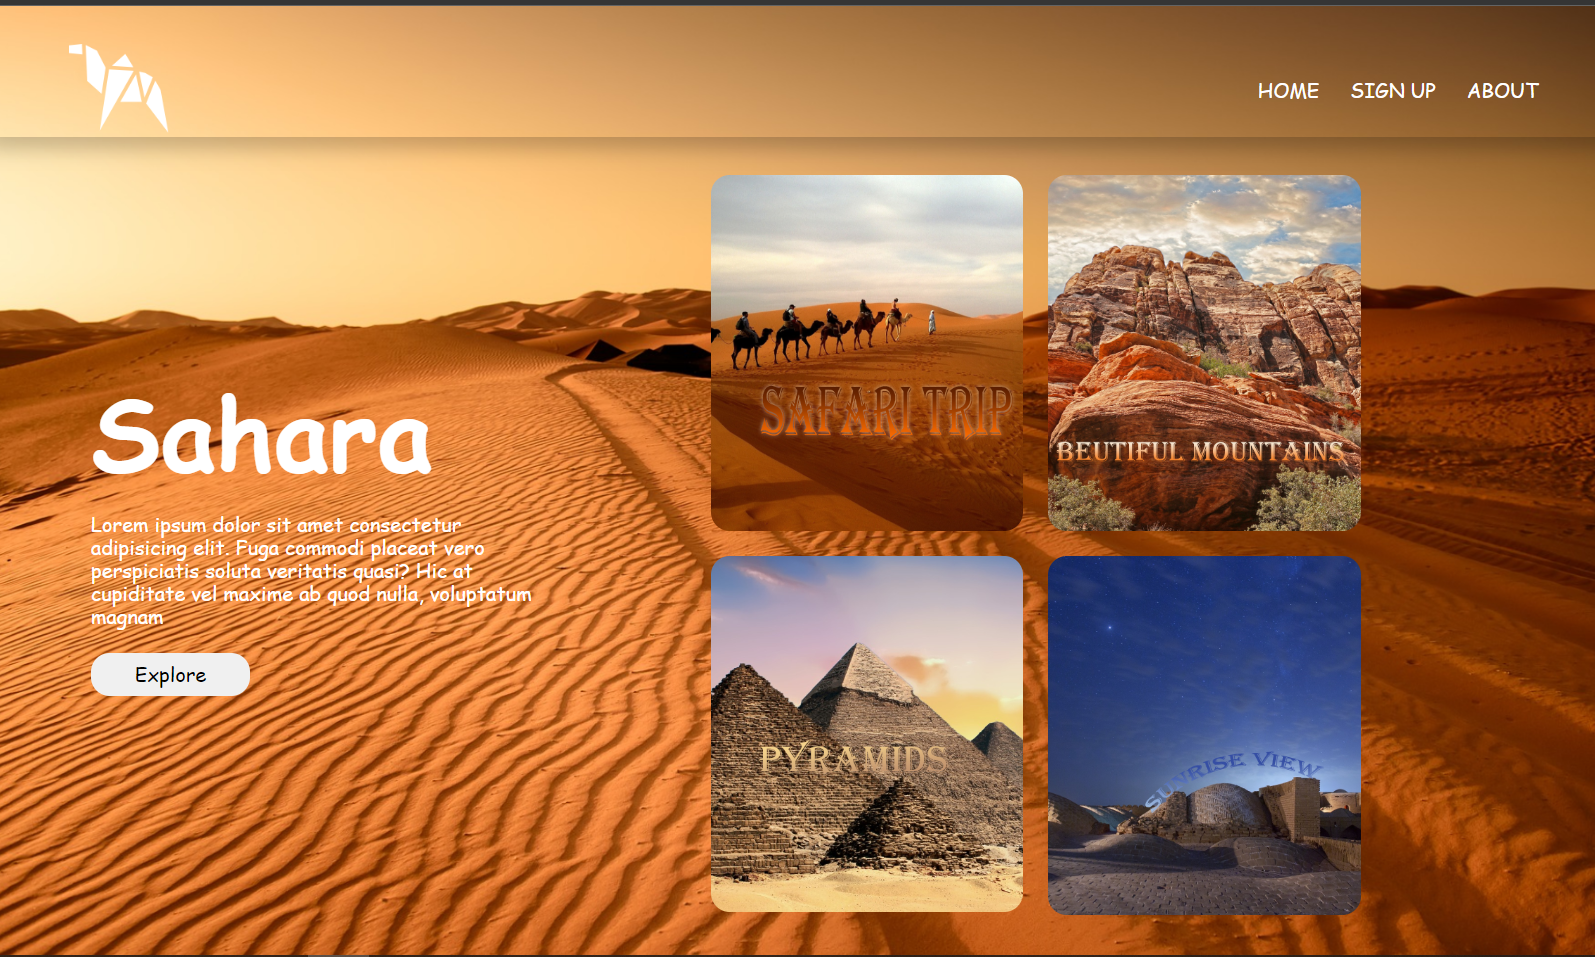 HOME SIGN UP ABOUT
Sahara
Lorem ipsum dolor sit amet consectetur
adipisicing elit. Fuga commodi placeat vero
perspiciatis soluta veritatis quasi? Hic at
cupiditate vel maxime ab quod nulla, voluptatum
magnam
Explore
SAFARI TRIP
BEUTIFUL MOUNTAINS
PYRAMIDS
SUNRISE VIEW